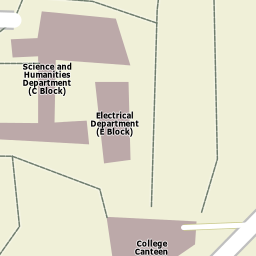 Science and
Humanities
Department
(C Block)
Electrical
Department
(E Block)
College
Canteen